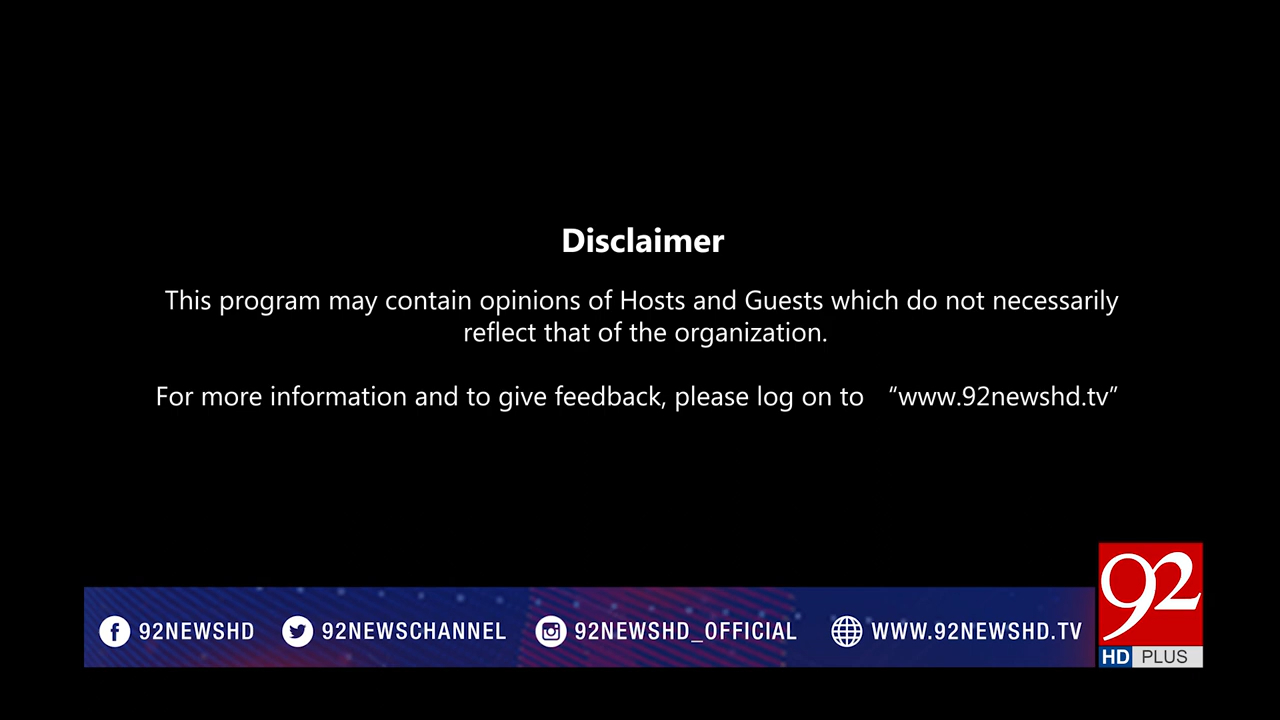 Disclaimer
This program may contain opinions of Hosts and Guests which do not necessarily
reflect that of the organization.
For more information and to give feedback, please log on to “www.92newshd.tv”
92NEWSHD 92NEWSCHANNEL 92NEWSHD_OFFICIAL WWW.92NEWSHD.TV
92
HD PLUS